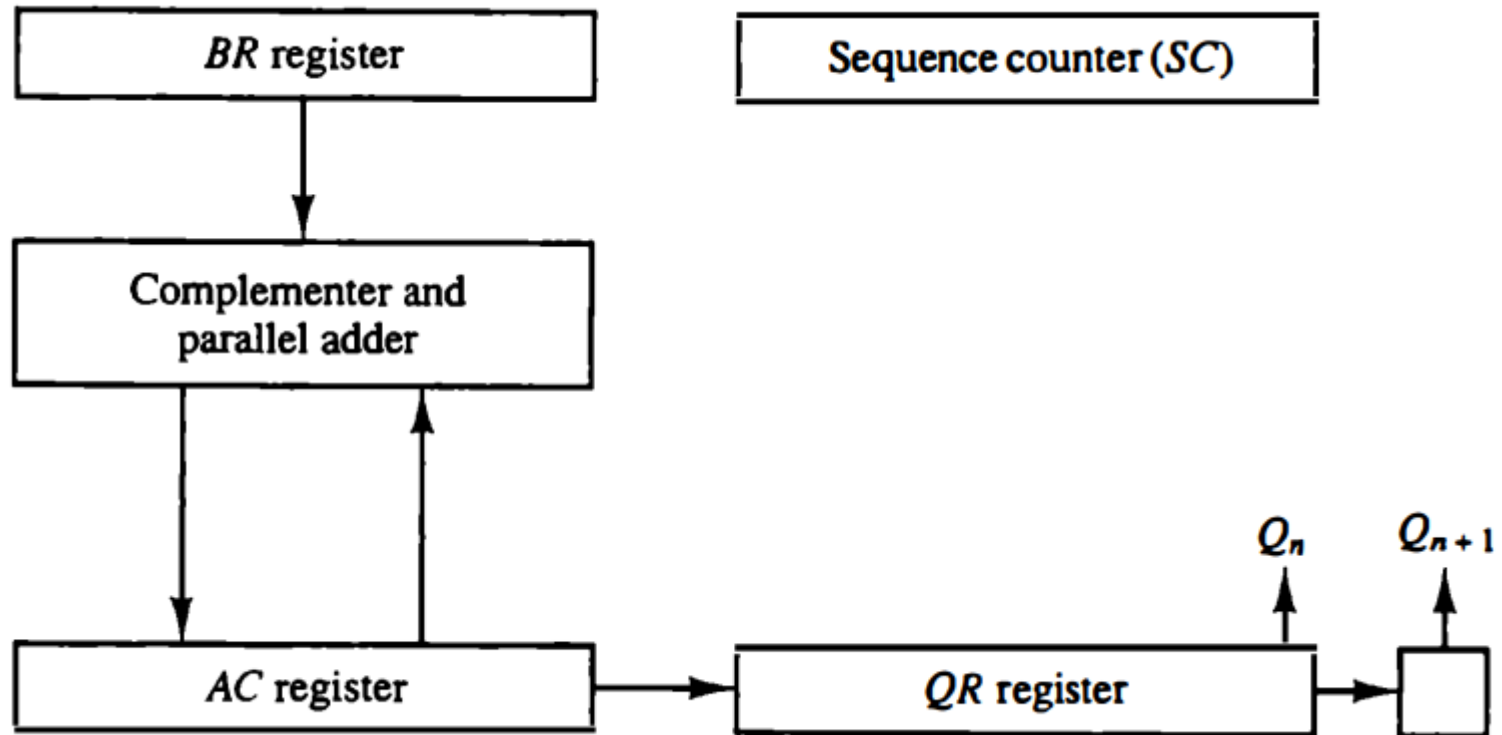 BR register
Sequence counter (SC)
Complementer and
parallel adder
Qn
Qn + 1
AC register
QR register